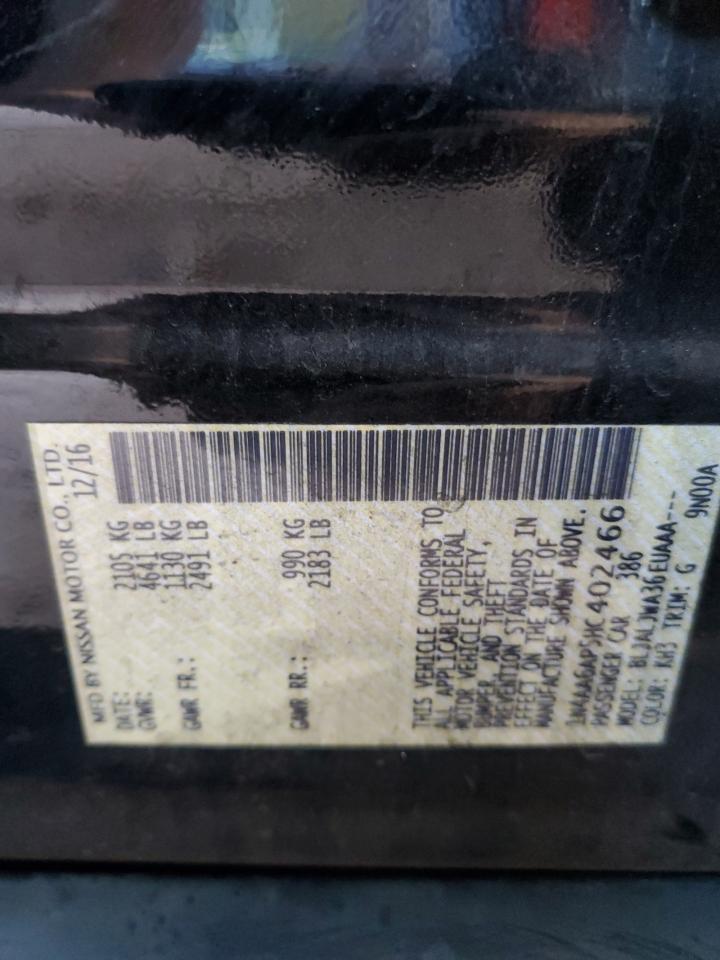 MFD BY NISSAN MOTOR CO., LTD.
DATE: 12/16
GVWR: 2105 KG
4641 LB
GAWR FR.: 1130 KG
2491 LB
GAWR RR.: 990 KG
2183 LB
THIS VEHICLE CONFORMS TO
ALL APPLICABLE FEDERAL
MOTOR VEHICLE SAFETY,
BUMPER, AND THEFT
PREVENTION STANDARDS IN
EFFECT ON THE DATE OF
MANUFACTURE SHOWN ABOVE.
1N4AA6AP5HC402466
PASSENGER CAR 386
MODEL: BLJALJWA36EUAAA---
COLOR: KH3 TRIM: G 9N00A